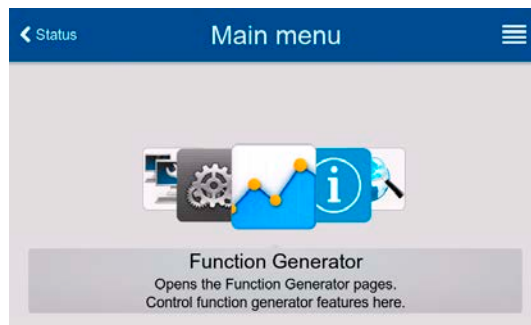 Status
Main menu
Function Generator
Opens the Function Generator pages.
Control function generator features here.